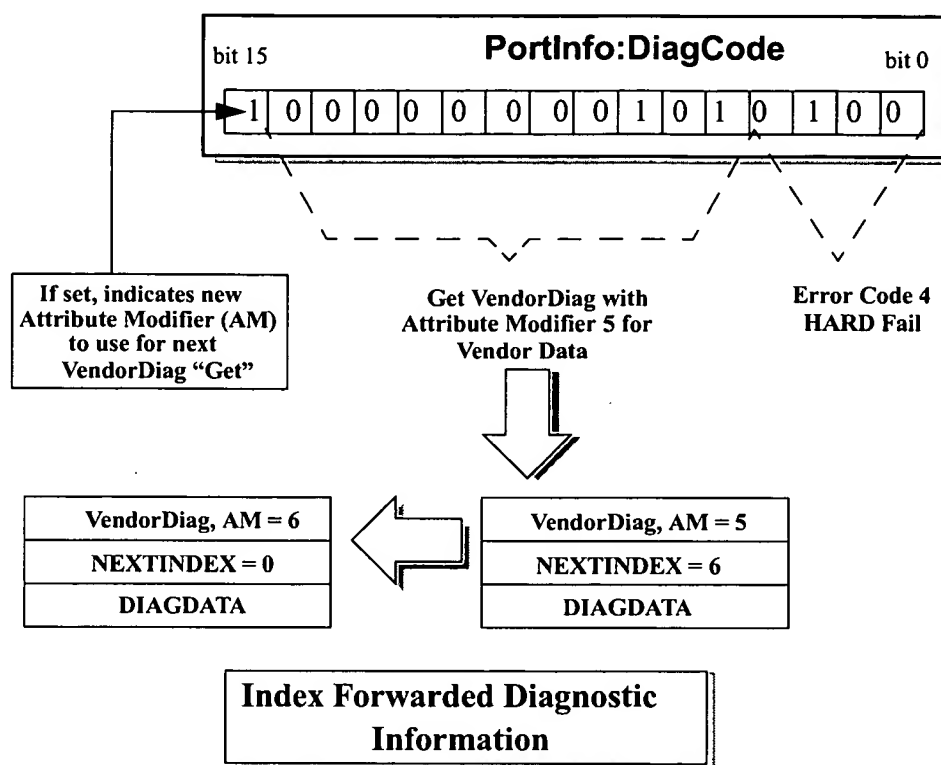 PortInfo:DiagCode
bit 15
bit 0
1 0 0 0 0 0 0 0 0 1 0 1 0 1 0 0
If set, indicates new
Attribute Modifier (AM)
to use for next
VendorDiag “Get”
Get VendorDiag with
Attribute Modifier 5 for
Vendor Data
Error Code 4
HARD Fail
VendorDiag, AM = 6
NEXTINDEX = 0
DIAGDATA
VendorDiag, AM = 5
NEXTINDEX = 6
DIAGDATA
Index Forwarded Diagnostic
Information